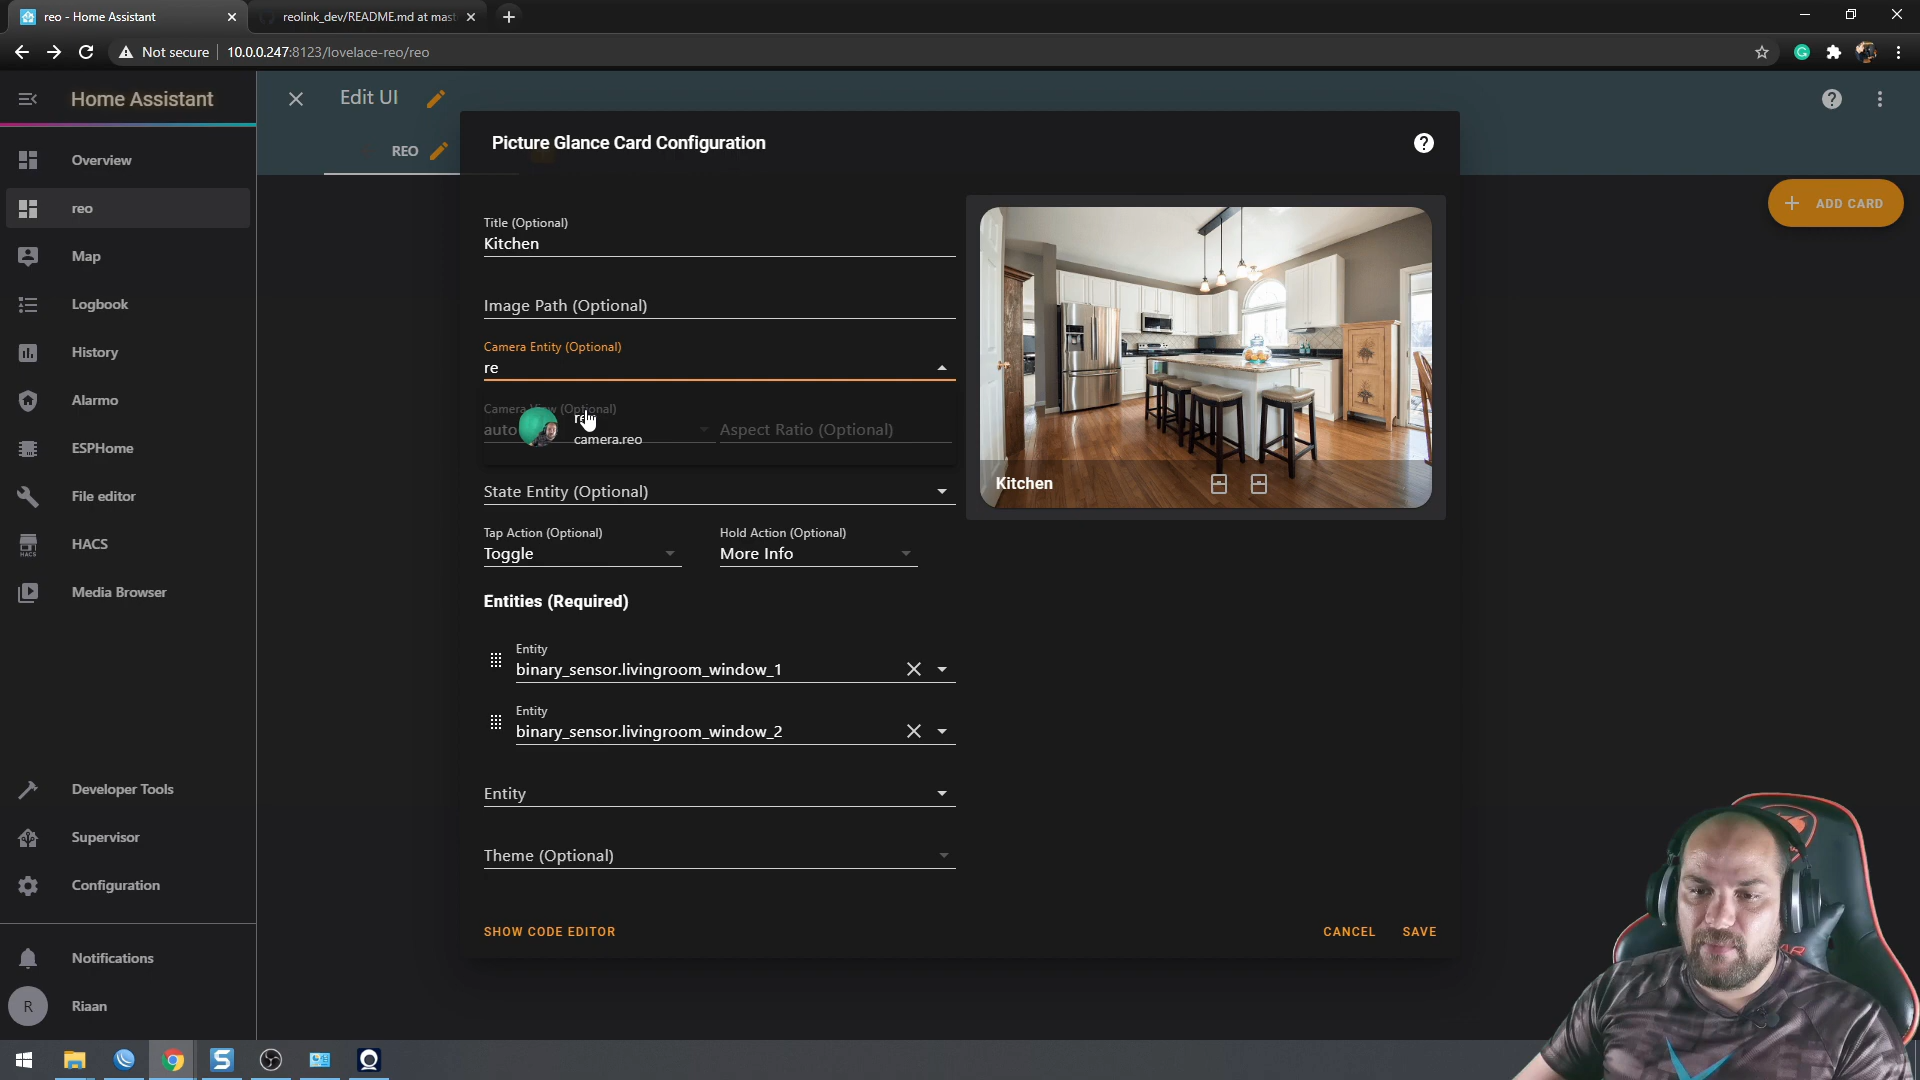 reo - Home Assistant
reolink_dev/README.md at mast
Not secure
10.0.0.247:8123/lovelace-reo/reo
Home Assistant
Edit UI
REO
Overview
reo
Map
Logbook
History
Alarmo
ESPHome
File editor
HACS
HACS
Media Browser
Developer Tools
Supervisor
Configuration
Notifications
R
Riaan
ADD CARD
Picture Glance Card Configuration
Title (Optional)
Kitchen
Image Path (Optional)
Camera Entity (Optional)
re
Camera View (Optional)
auto
camera.reo
Aspect Ratio (Optional)
State Entity (Optional)
Tap Action (Optional)
Toggle
Hold Action (Optional)
More Info
Entities (Required)
Entity
binary_sensor.livingroom_window_1
Entity
binary_sensor.livingroom_window_2
Entity
Theme (Optional)
SHOW CODE EDITOR
CANCEL
SAVE
Kitchen